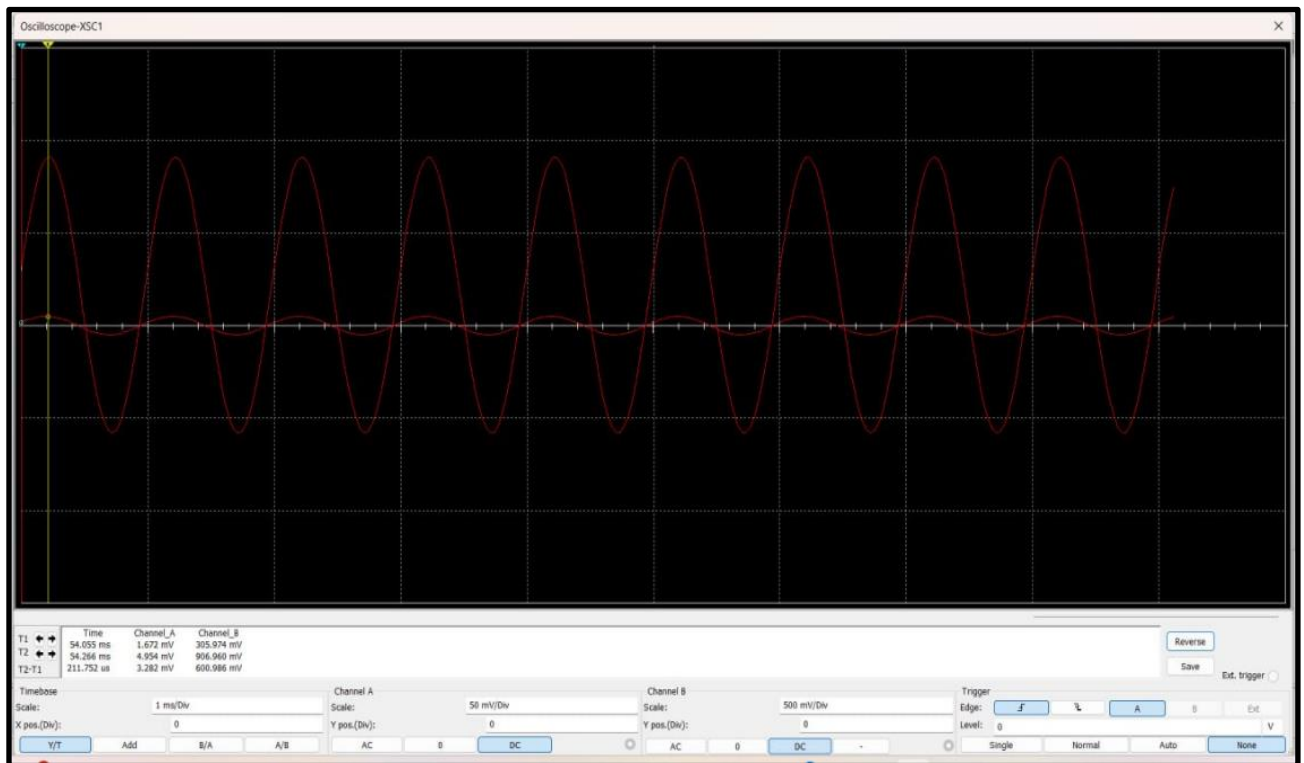 Oscilloscope-XSC1
Time Channel_A Channel_B
T1 54.055 ms 1.672 mV 305.974 mV
T2 54.266 ms 4.954 mV 906.960 mV
T2-T1 211.752 us 3.282 mV 600.986 mV
Reverse
Save
Ext. trigger
Timebase Channel A Channel B Trigger
Scale: 1 ms/Div Scale: 50 mV/Div Scale: 500 mV/Div Edge: A B Ext
X pos.(Div): 0 Y pos.(Div): 0 Y pos.(Div): 0 Level: 0 V
Y/T Add B/A A/B AC 0 DC AC 0 DC - Single Normal Auto None